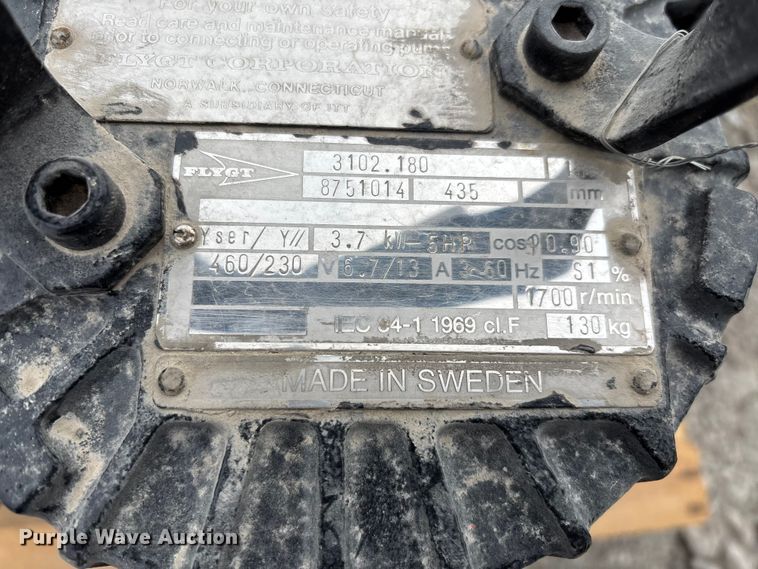 For your own safety
Read care and maintenance manual
prior to connecting or operating pump
FLYGT CORPORATION
NORWALK, CONNECTICUT
A SUBSIDIARY OF ITT
FLYGT
3102.180
8751014 435 mm
Yser/Y// 3.7 kW-5HP cosφ 0.90
460/230 V 6.7/13 A 3~60 Hz S1 %
1700 r/min
IEC 34-1 1969 cl.F 130 kg
MADE IN SWEDEN
Purple Wave Auction